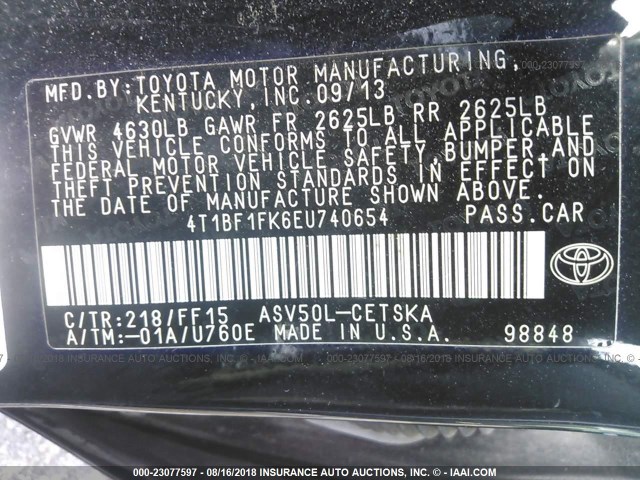 MFD.BY:TOYOTA MOTOR MANUFACTURING,
KENTUCKY,INC.09/13
GVWR 4630LB GAWR FR 2625LB RR 2625LB
THIS VEHICLE CONFORMS TO ALL APPLICABLE
FEDERAL MOTOR VEHICLE SAFETY,BUMPER,AND
THEFT PREVENTION STANDARDS IN EFFECT ON
THE DATE OF MANUFACTURE SHOWN ABOVE.
4T1BF1FK6EU740654 PASS.CAR
C/TR:218/FF15 ASV50L-CETSKA
A/TM:-01A/U760E MADE IN U.S.A. 98848
000-23077597 - 08/16/2018 - INSURANCE AUTO AUCTIONS, INC. - IAAI.COM